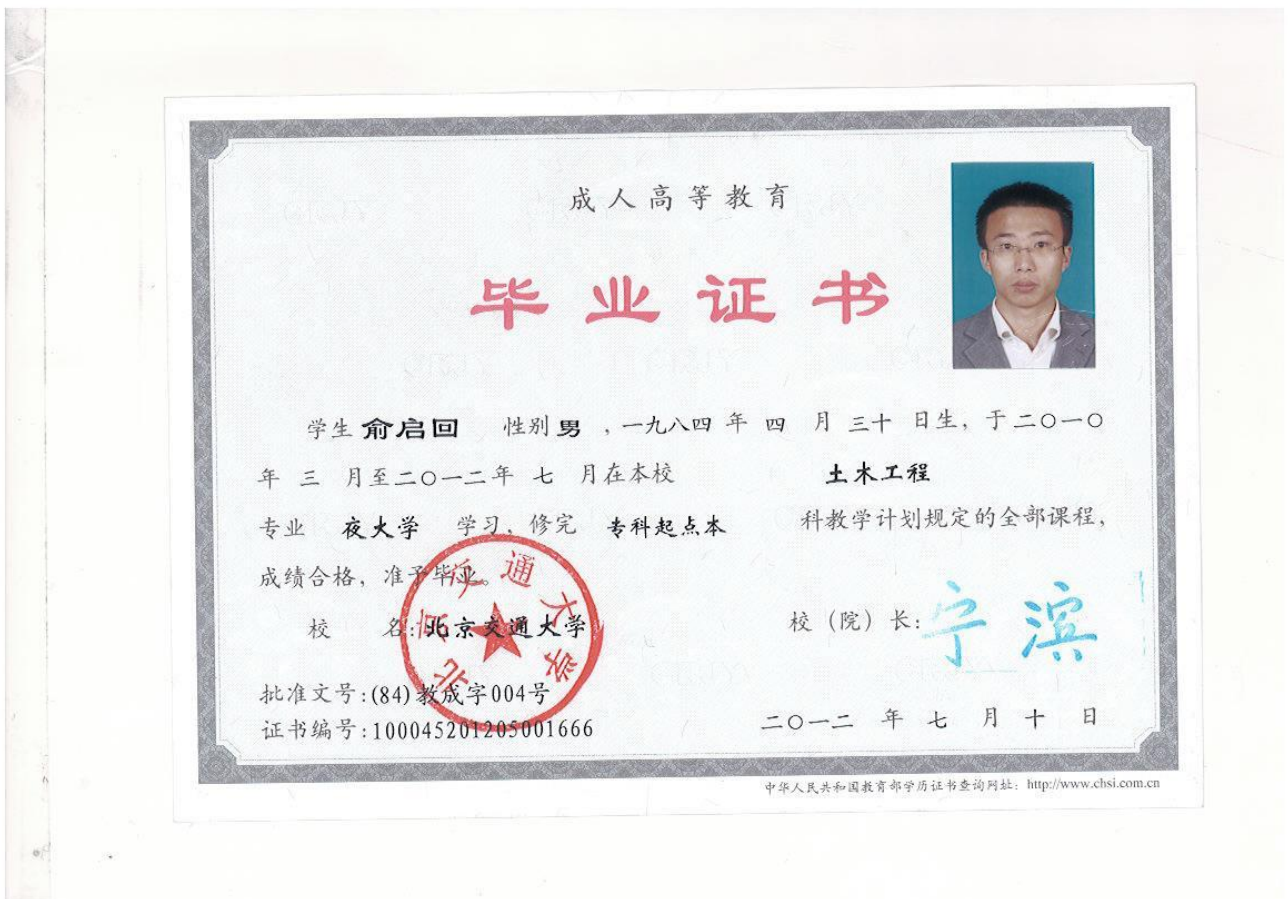 成人高等教育
毕业证书
学生 俞启回 性别 男 ，一九八四 年 四 月 三十 日生，于二〇一〇
年 三 月至二〇一二年 七 月在本校 土木工程
专业 夜大学 学习，修完 专科起点本 科教学计划规定的全部课程，
成绩合格，准予毕业。
北京交通大学
校 名：北京交通大学 校（院）长：宁滨
批准文号：(84)教成字004号
证书编号：100045201205001666
二〇一二 年 七 月 十 日
中华人民共和国教育部学历证书查询网址：http://www.chsi.com.cn